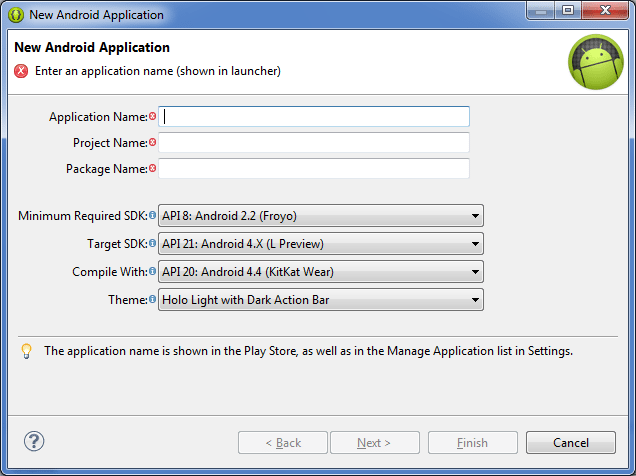 New Android Application
New Android Application
Enter an application name (shown in launcher)
Application Name:
Project Name:
Package Name:
Minimum Required SDK: API 8: Android 2.2 (Froyo)
Target SDK: API 21: Android 4.X (L Preview)
Compile With: API 20: Android 4.4 (KitKat Wear)
Theme: Holo Light with Dark Action Bar
The application name is shown in the Play Store, as well as in the Manage Application list in Settings.
? < Back Next > Finish Cancel